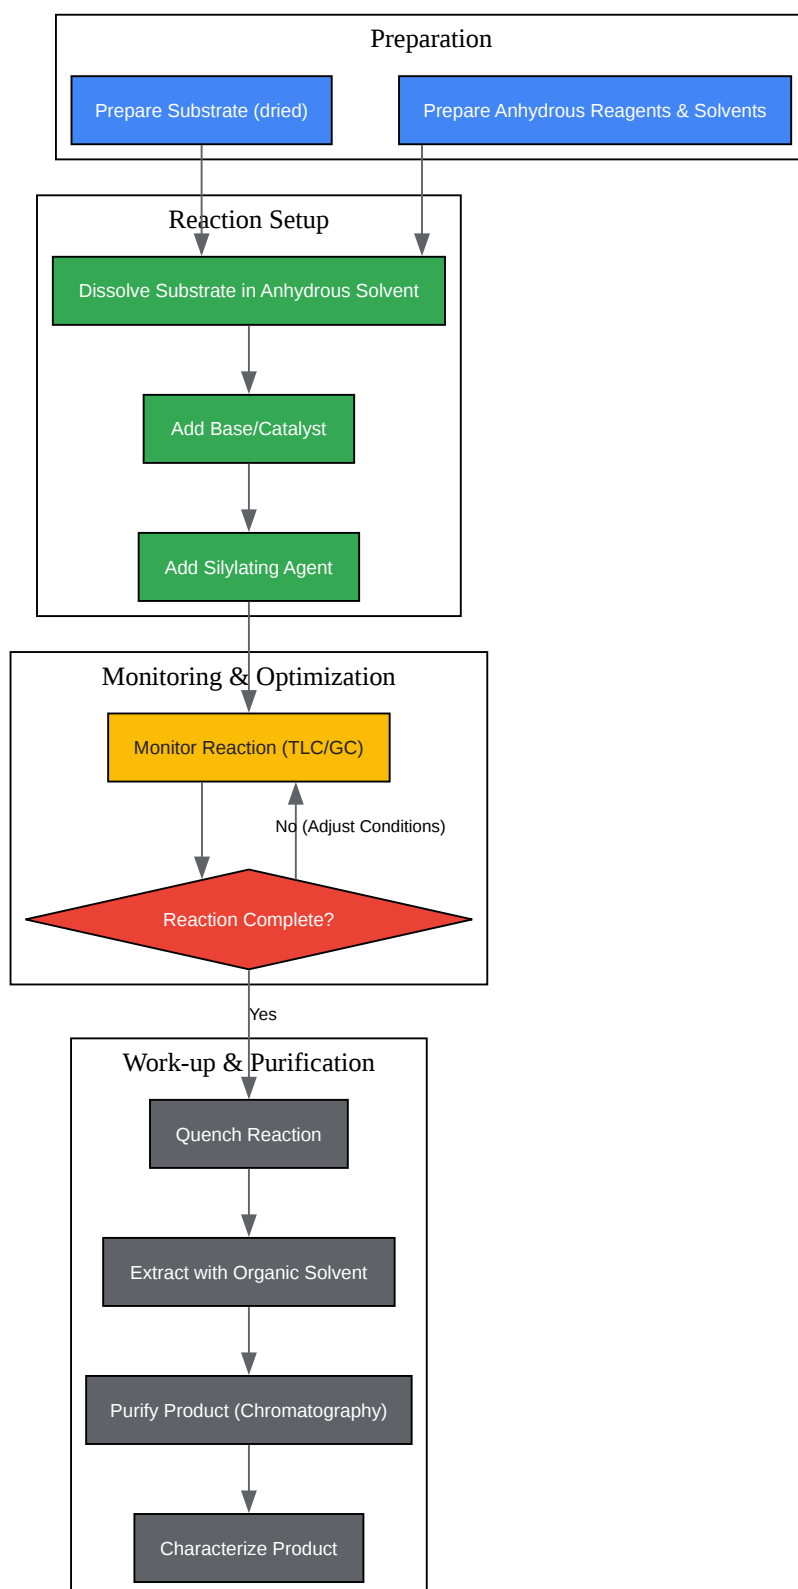 Preparation
Prepare Substrate (dried)
Prepare Anhydrous Reagents & Solvents
Reaction Setup
Dissolve Substrate in Anhydrous Solvent
Add Base/Catalyst
Add Silylating Agent
Monitoring & Optimization
Monitor Reaction (TLC/GC)
No (Adjust Conditions)
Reaction Complete?
Yes
Work-up & Purification
Quench Reaction
Extract with Organic Solvent
Purify Product (Chromatography)
Characterize Product